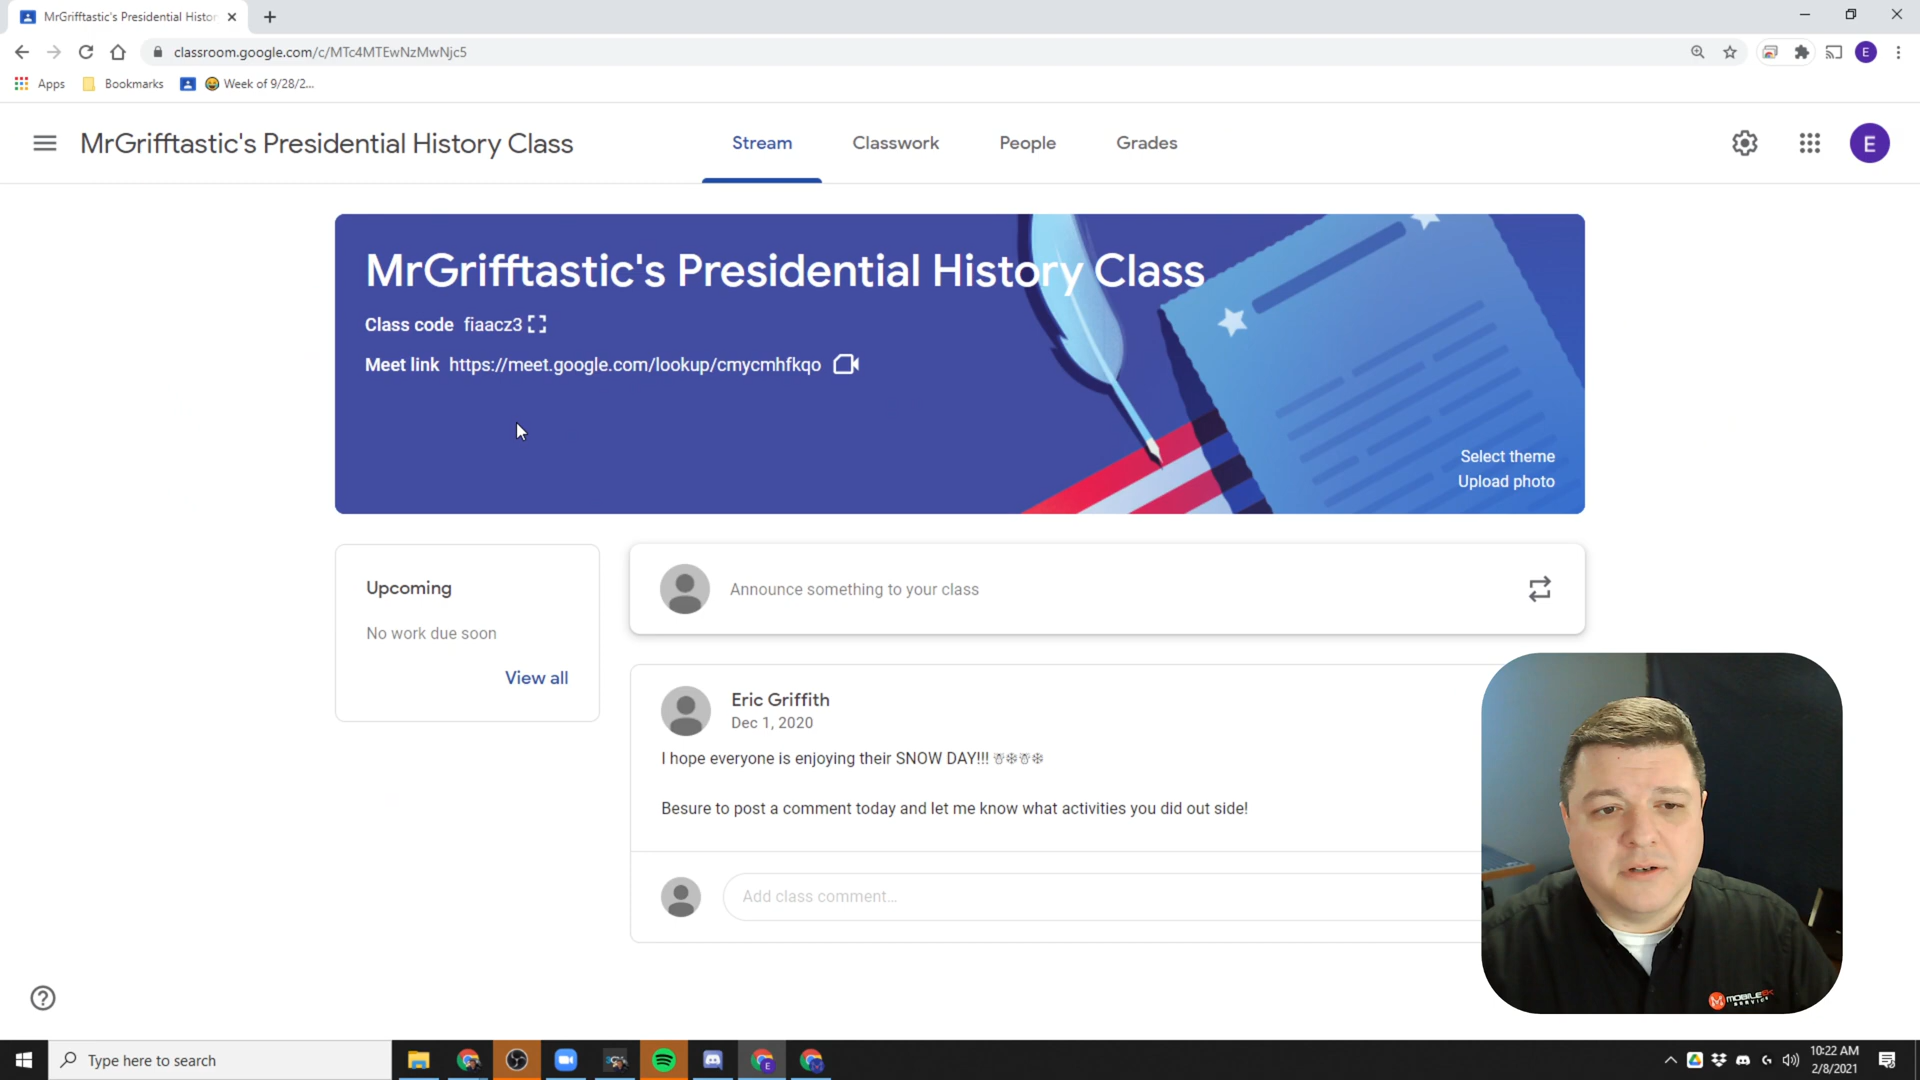 MrGrifftastic's Presidential Histor
classroom.google.com/c/MTc4MTEwNzMwNjc5
E
Apps
Bookmarks
Week of 9/28/2...
MrGrifftastic's Presidential History Class
Stream
Classwork
People
Grades
E
MrGrifftastic's Presidential History Class
Class code fiaacz3
Meet link https://meet.google.com/lookup/cmycmhfkqo
Select theme
Upload photo
Upcoming
No work due soon
View all
Announce something to your class
Eric Griffith
Dec 1, 2020
I hope everyone is enjoying their SNOW DAY!!! ☃❄☃❄
Besure to post a comment today and let me know what activities you did out side!
Add class comment...
Type here to search
10:22 AM
2/8/2021